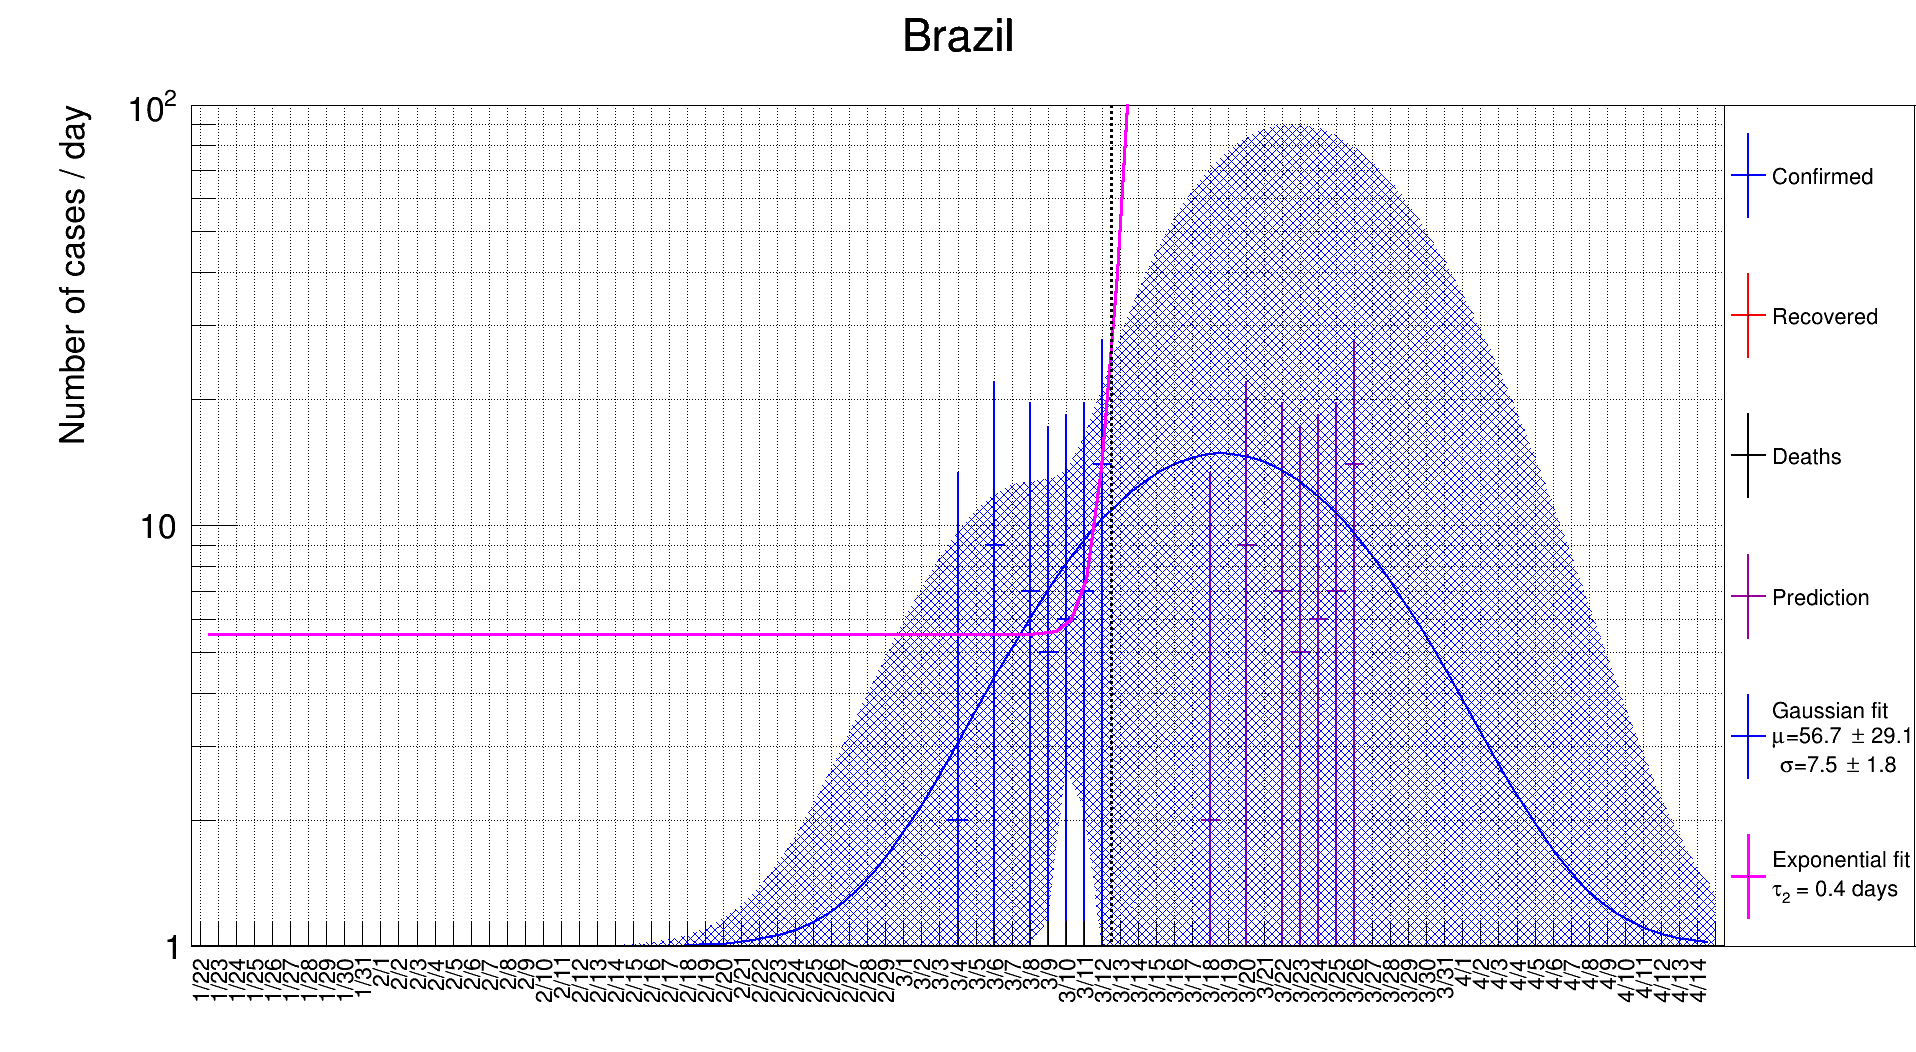 Brazil
Number of cases / day
10²
10
1
1/22 1/23 1/24 1/25 1/26 1/27 1/28 1/29 1/30 1/31 2/1 2/2 2/3 2/4 2/5 2/6 2/7 2/8 2/9 2/10 2/11 2/12 2/13 2/14 2/15 2/16 2/17 2/18 2/19 2/20 2/21 2/22 2/23 2/24 2/25 2/26 2/27 2/28 2/29 3/1 3/2 3/3 3/4 3/5 3/6 3/7 3/8 3/9 3/10 3/11 3/12 3/13 3/14 3/15 3/16 3/17 3/18 3/19 3/20 3/21 3/22 3/23 3/24 3/25 3/26 3/27 3/28 3/29 3/30 3/31 4/1 4/2 4/3 4/4 4/5 4/6 4/7 4/8 4/9 4/10 4/11 4/12 4/13 4/14
Confirmed
Recovered
Deaths
Prediction
Gaussian fit
μ=56.7 ± 29.1
σ=7.5 ± 1.8
Exponential fit
τ₂ = 0.4 days